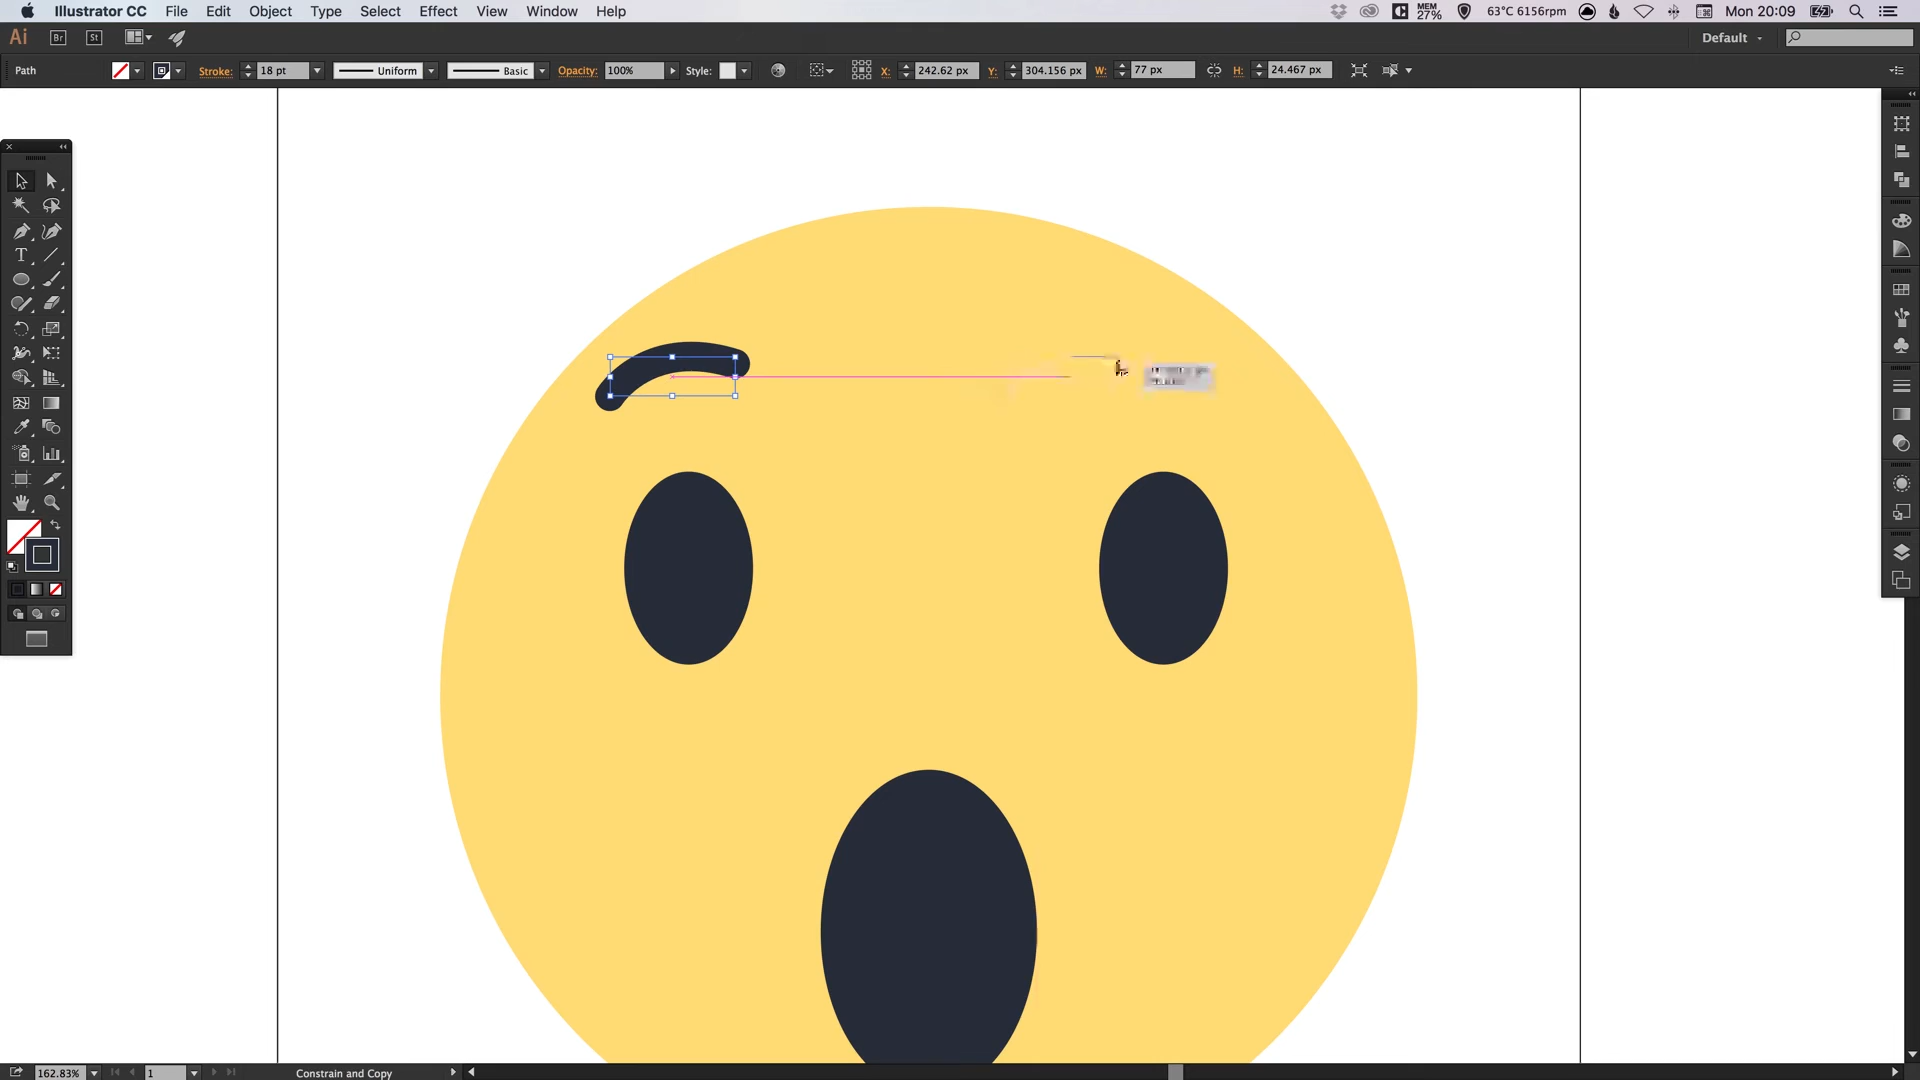 Illustrator CC File Edit Object Type Select Effect View Window Help MEM 27% 63°C 6156rpm Mon 20:09
Ai Br St Default
Path Stroke: 18 pt Uniform Basic Opacity: 100% Style: X: 242.62 px Y: 304.156 px W: 77 px H: 24.467 px
T
162.83% 1 Constrain and Copy